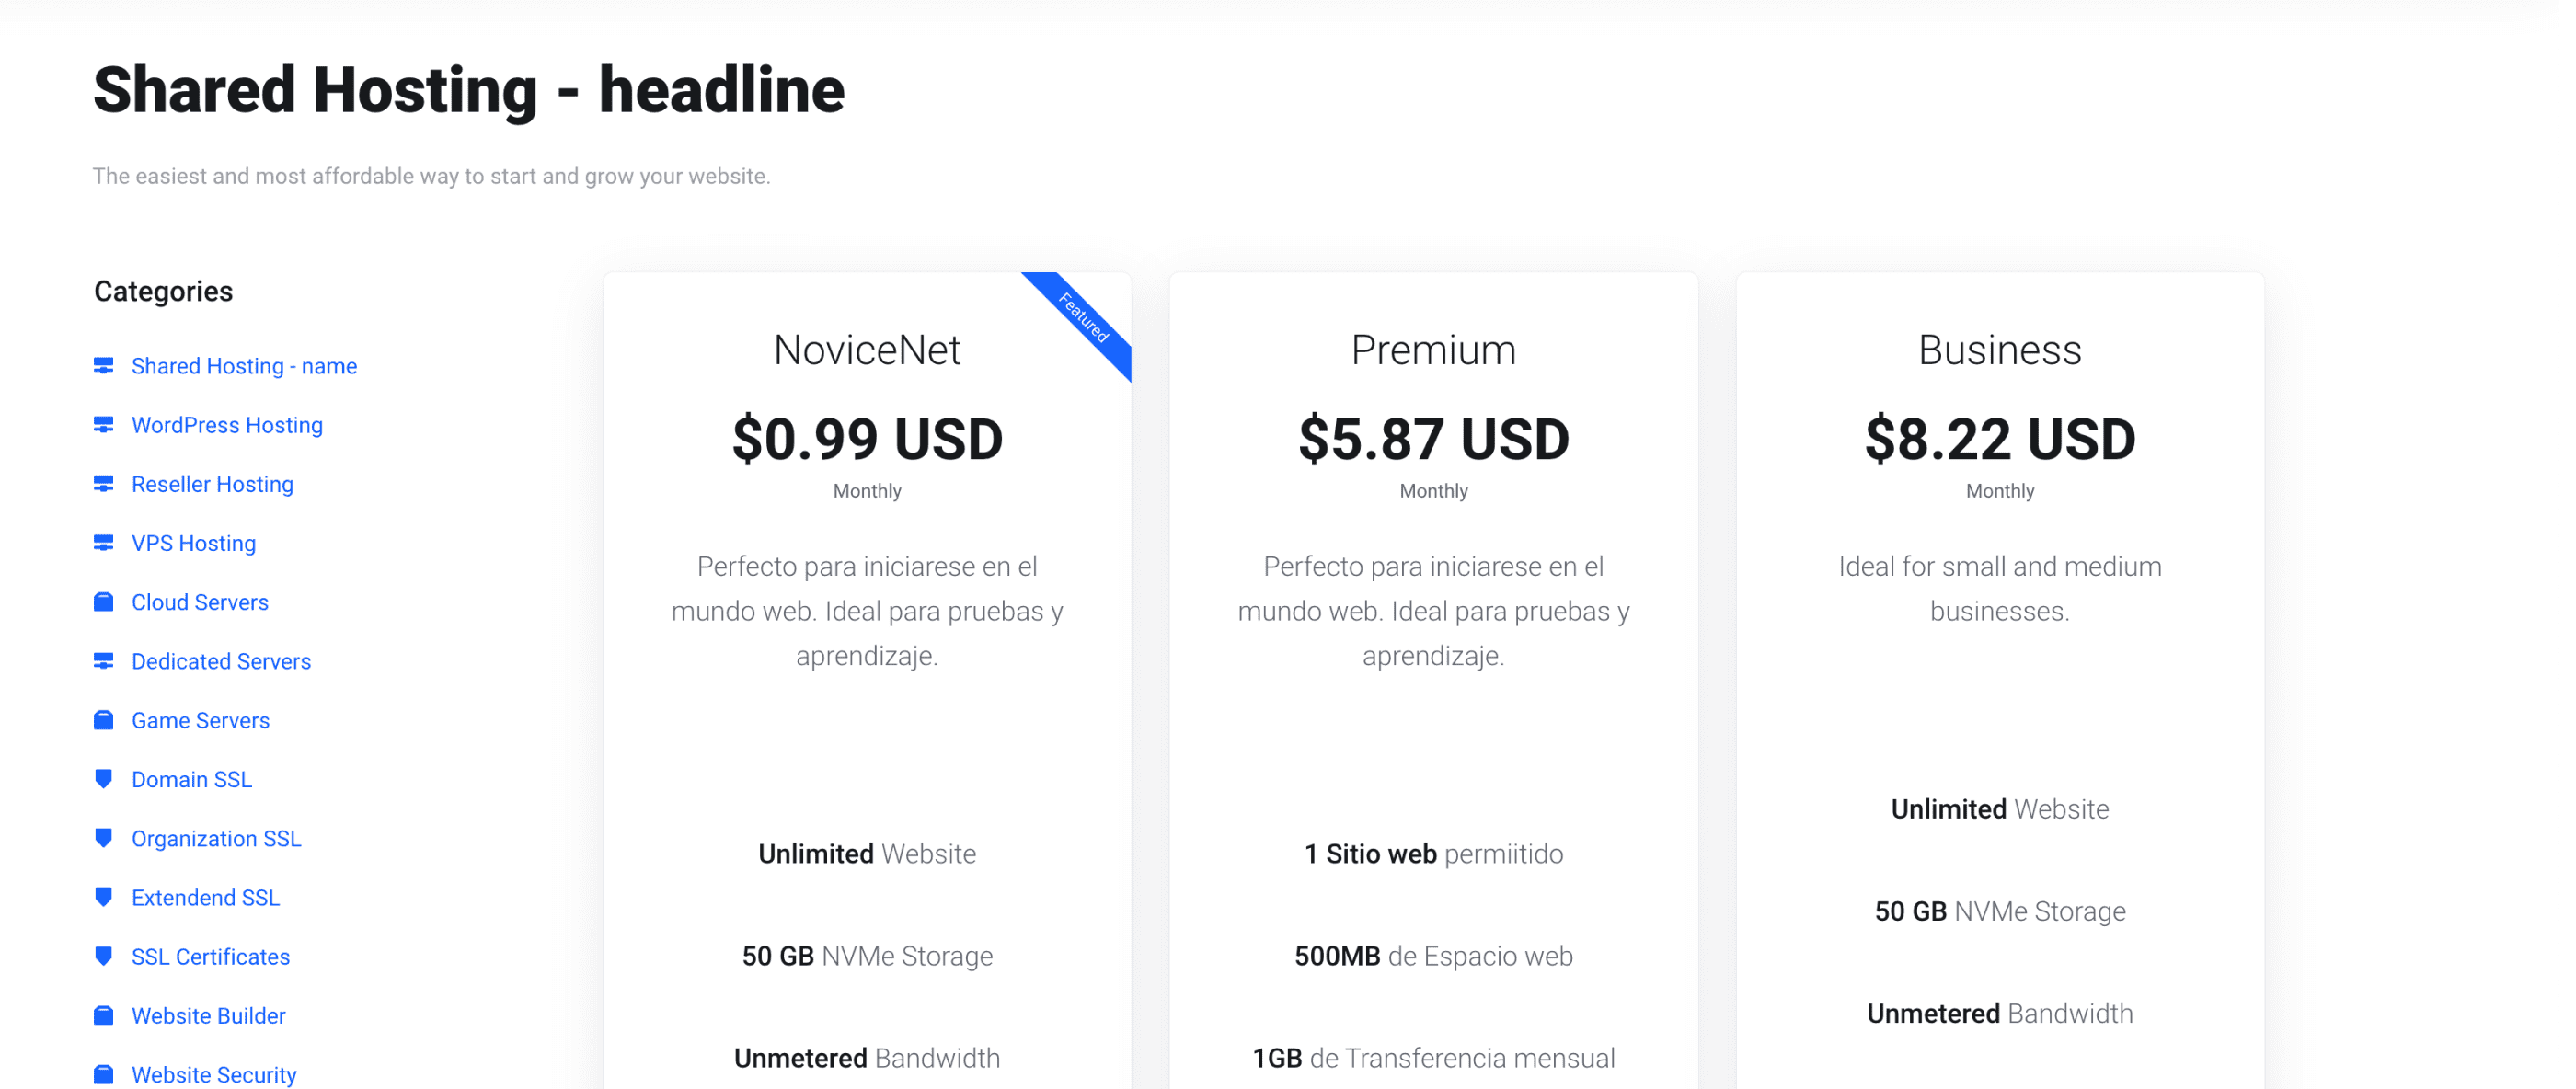 Shared Hosting - headline
The easiest and most affordable way to start and grow your website.
Categories
Shared Hosting - name
WordPress Hosting
Reseller Hosting
VPS Hosting
Cloud Servers
Dedicated Servers
Game Servers
Domain SSL
Organization SSL
Extendend SSL
SSL Certificates
Website Builder
Website Security
Featured
NoviceNet
$0.99 USD
Monthly
Perfecto para iniciarese en el
mundo web. Ideal para pruebas y
aprendizaje.
Unlimited Website
50 GB NVMe Storage
Unmetered Bandwidth
Premium
$5.87 USD
Monthly
Perfecto para iniciarese en el
mundo web. Ideal para pruebas y
aprendizaje.
1 Sitio web permiitido
500MB de Espacio web
1GB de Transferencia mensual
Business
$8.22 USD
Monthly
Ideal for small and medium
businesses.
Unlimited Website
50 GB NVMe Storage
Unmetered Bandwidth